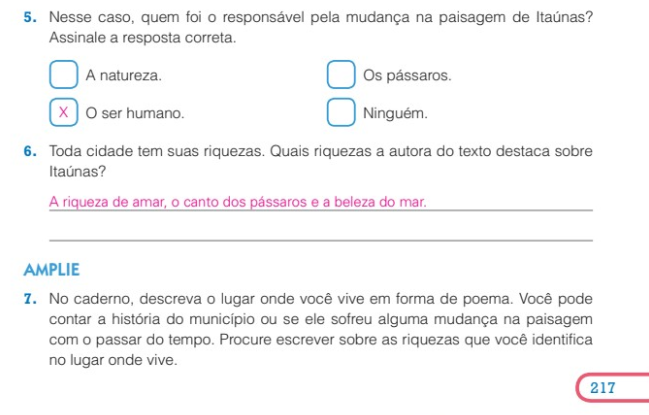 5. Nesse caso, quem foi o responsável pela mudança na paisagem de Itaúnas?
Assinale a resposta correta.
A natureza.
Os pássaros.
X O ser humano.
Ninguém.
6. Toda cidade tem suas riquezas. Quais riquezas a autora do texto destaca sobre
Itaúnas?
A riqueza de amar, o canto dos pássaros e a beleza do mar.
AMPLIE
7. No caderno, descreva o lugar onde você vive em forma de poema. Você pode
contar a história do município ou se ele sofreu alguma mudança na paisagem
com o passar do tempo. Procure escrever sobre as riquezas que você identifica
no lugar onde vive.
217